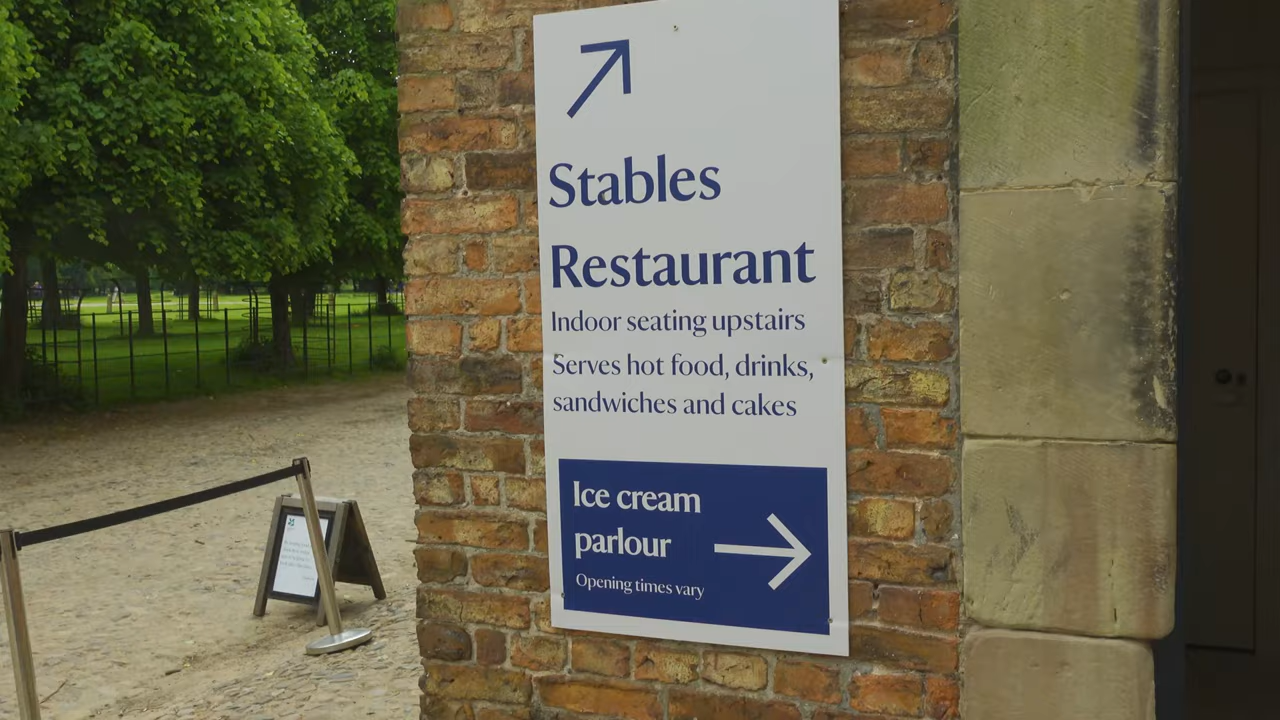 Stables
Restaurant
Indoor seating upstairs
Serves hot food, drinks,
sandwiches and cakes
Ice cream
parlour
Opening times vary